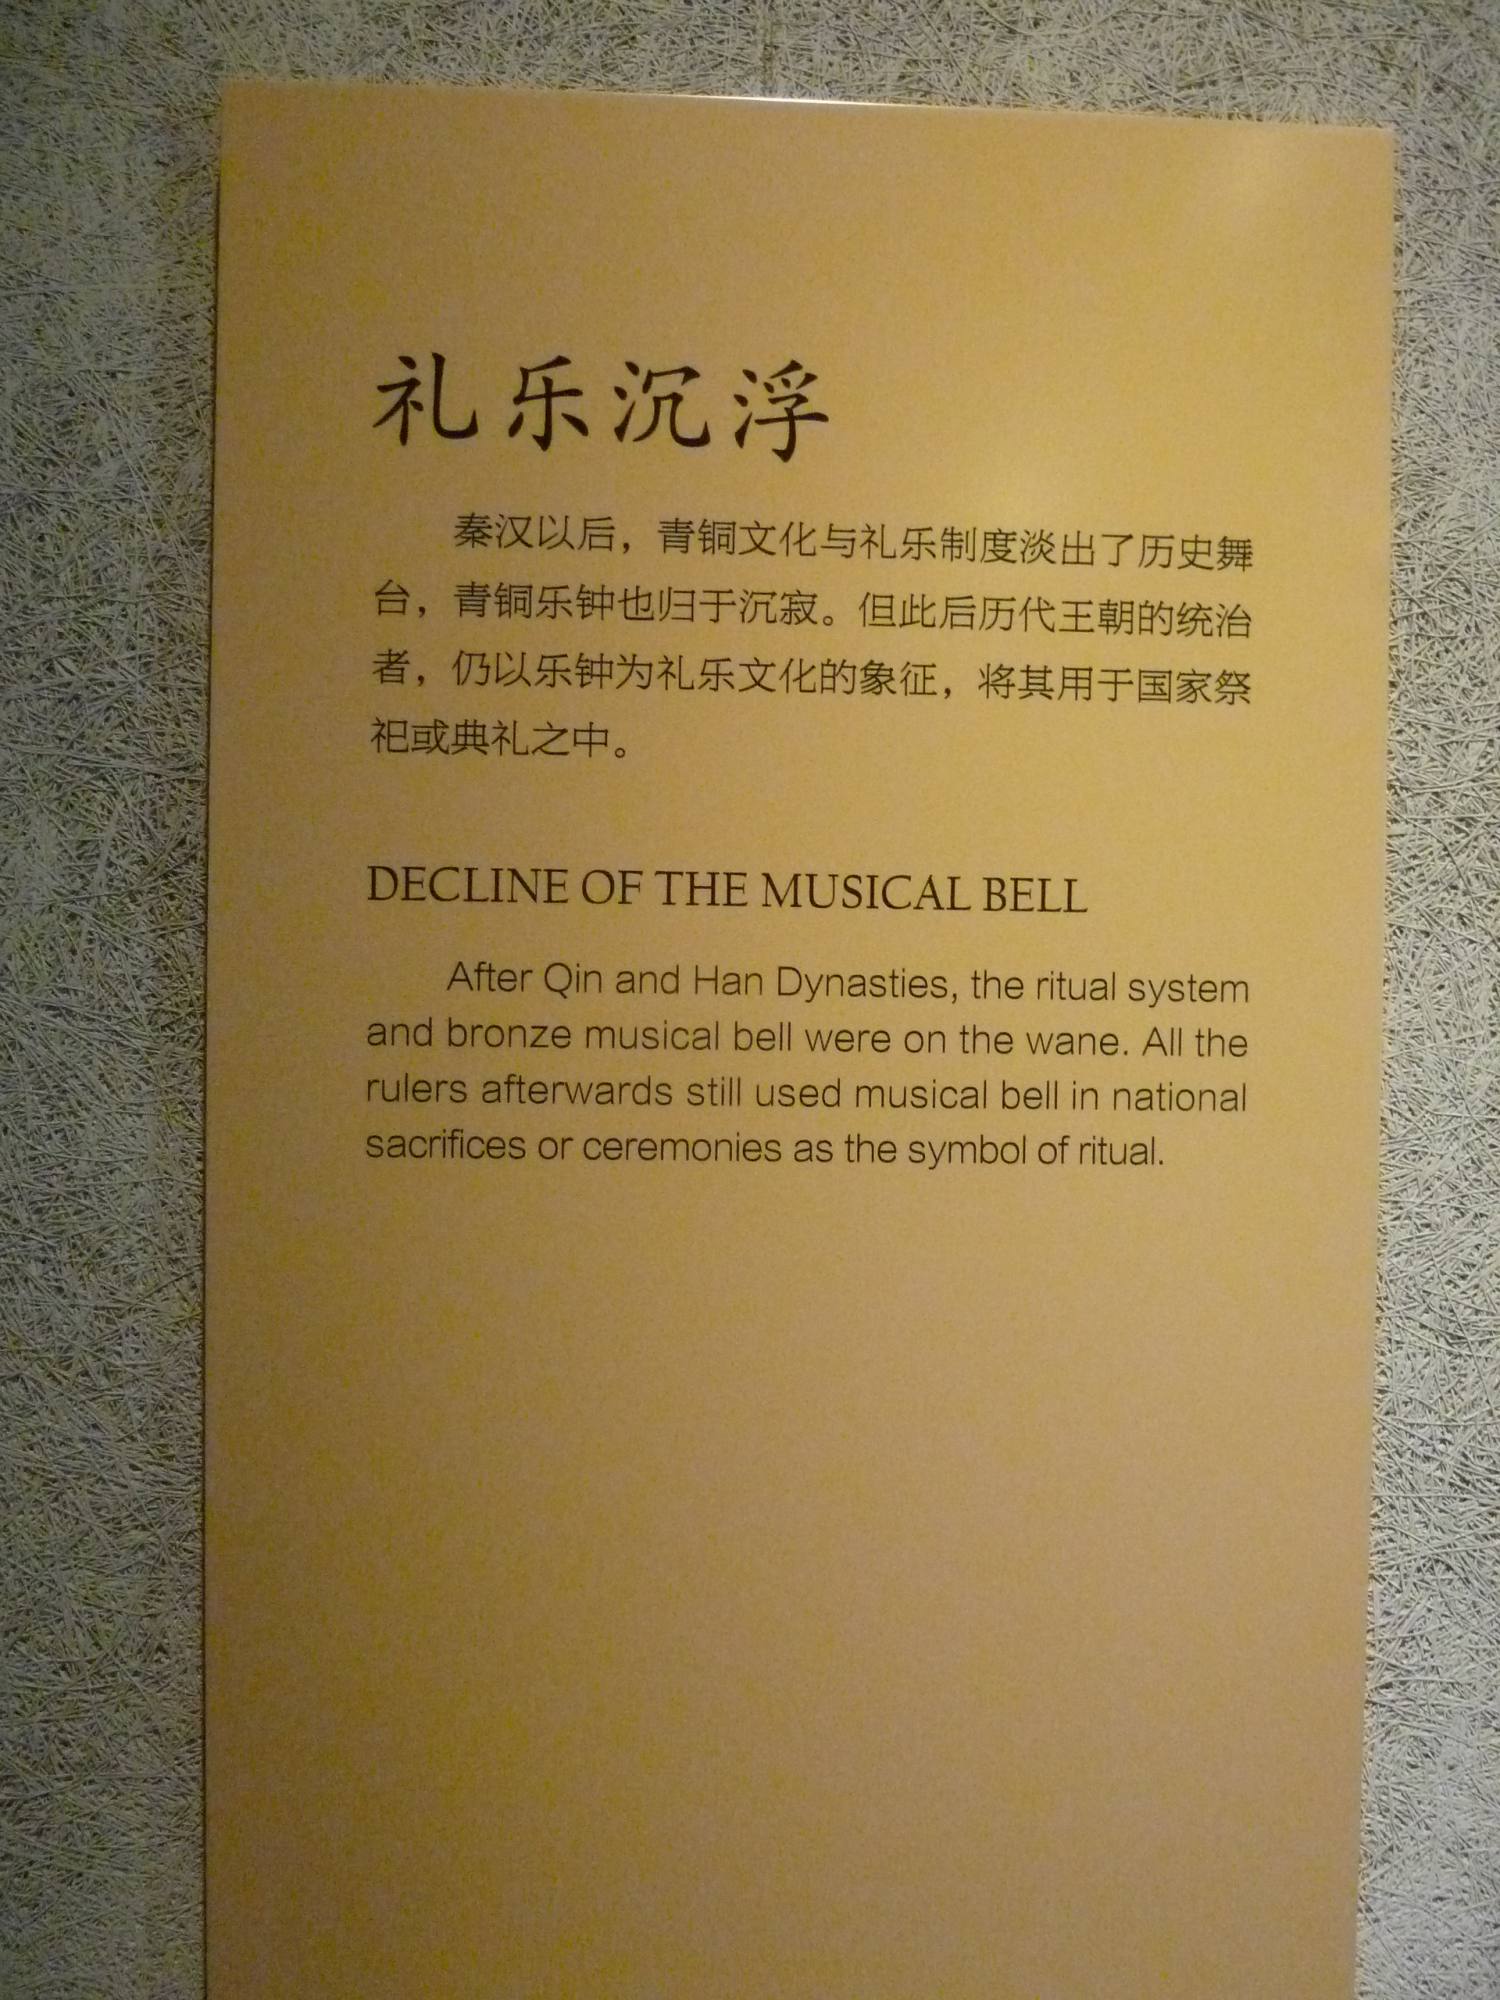 礼乐沉浮
秦汉以后，青铜文化与礼乐制度淡出了历史舞
台，青铜乐钟也归于沉寂。但此后历代王朝的统治
者，仍以乐钟为礼乐文化的象征，将其用于国家祭
祀或典礼之中。
DECLINE OF THE MUSICAL BELL
After Qin and Han Dynasties, the ritual system
and bronze musical bell were on the wane. All the
rulers afterwards still used musical bell in national
sacrifices or ceremonies as the symbol of ritual.